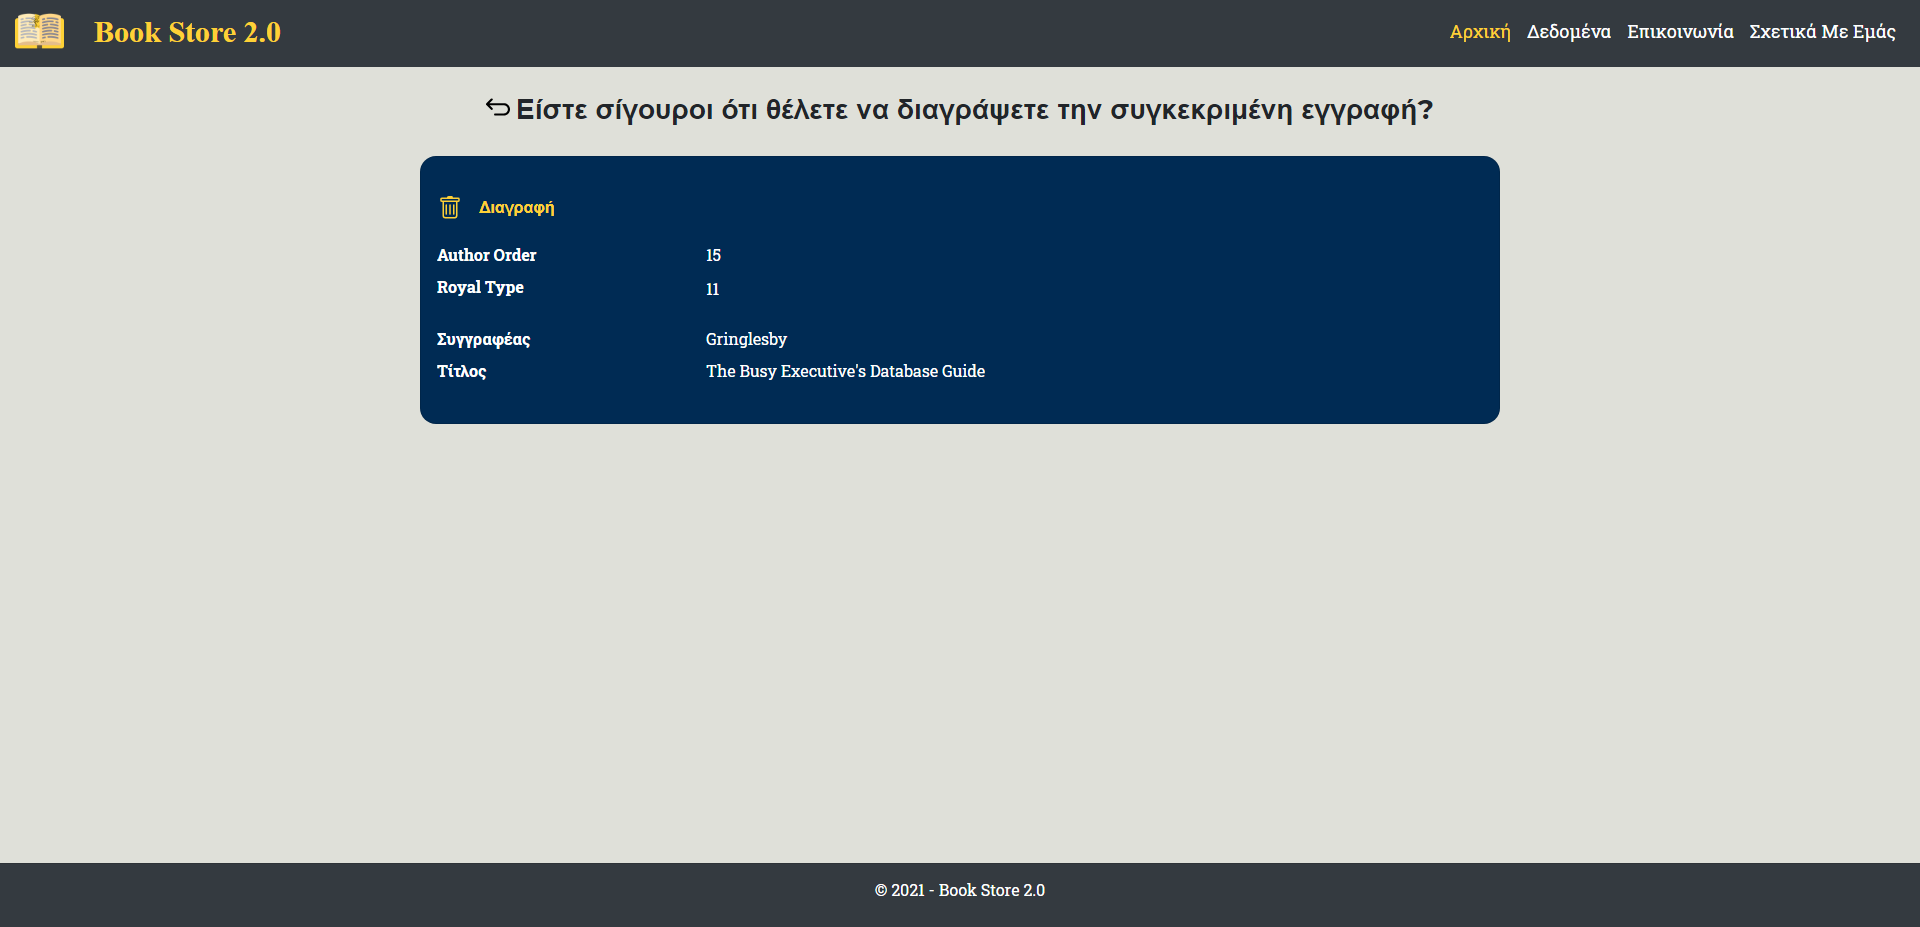 Book Store 2.0
Αρχική Δεδομένα Επικοινωνία Σχετικά Με Εμάς
Είστε σίγουροι ότι θέλετε να διαγράψετε την συγκεκριμένη εγγραφή?
Διαγραφή
Author Order 15
Royal Type 11
Συγγραφέας Gringlesby
Τίτλος The Busy Executive's Database Guide
© 2021 - Book Store 2.0